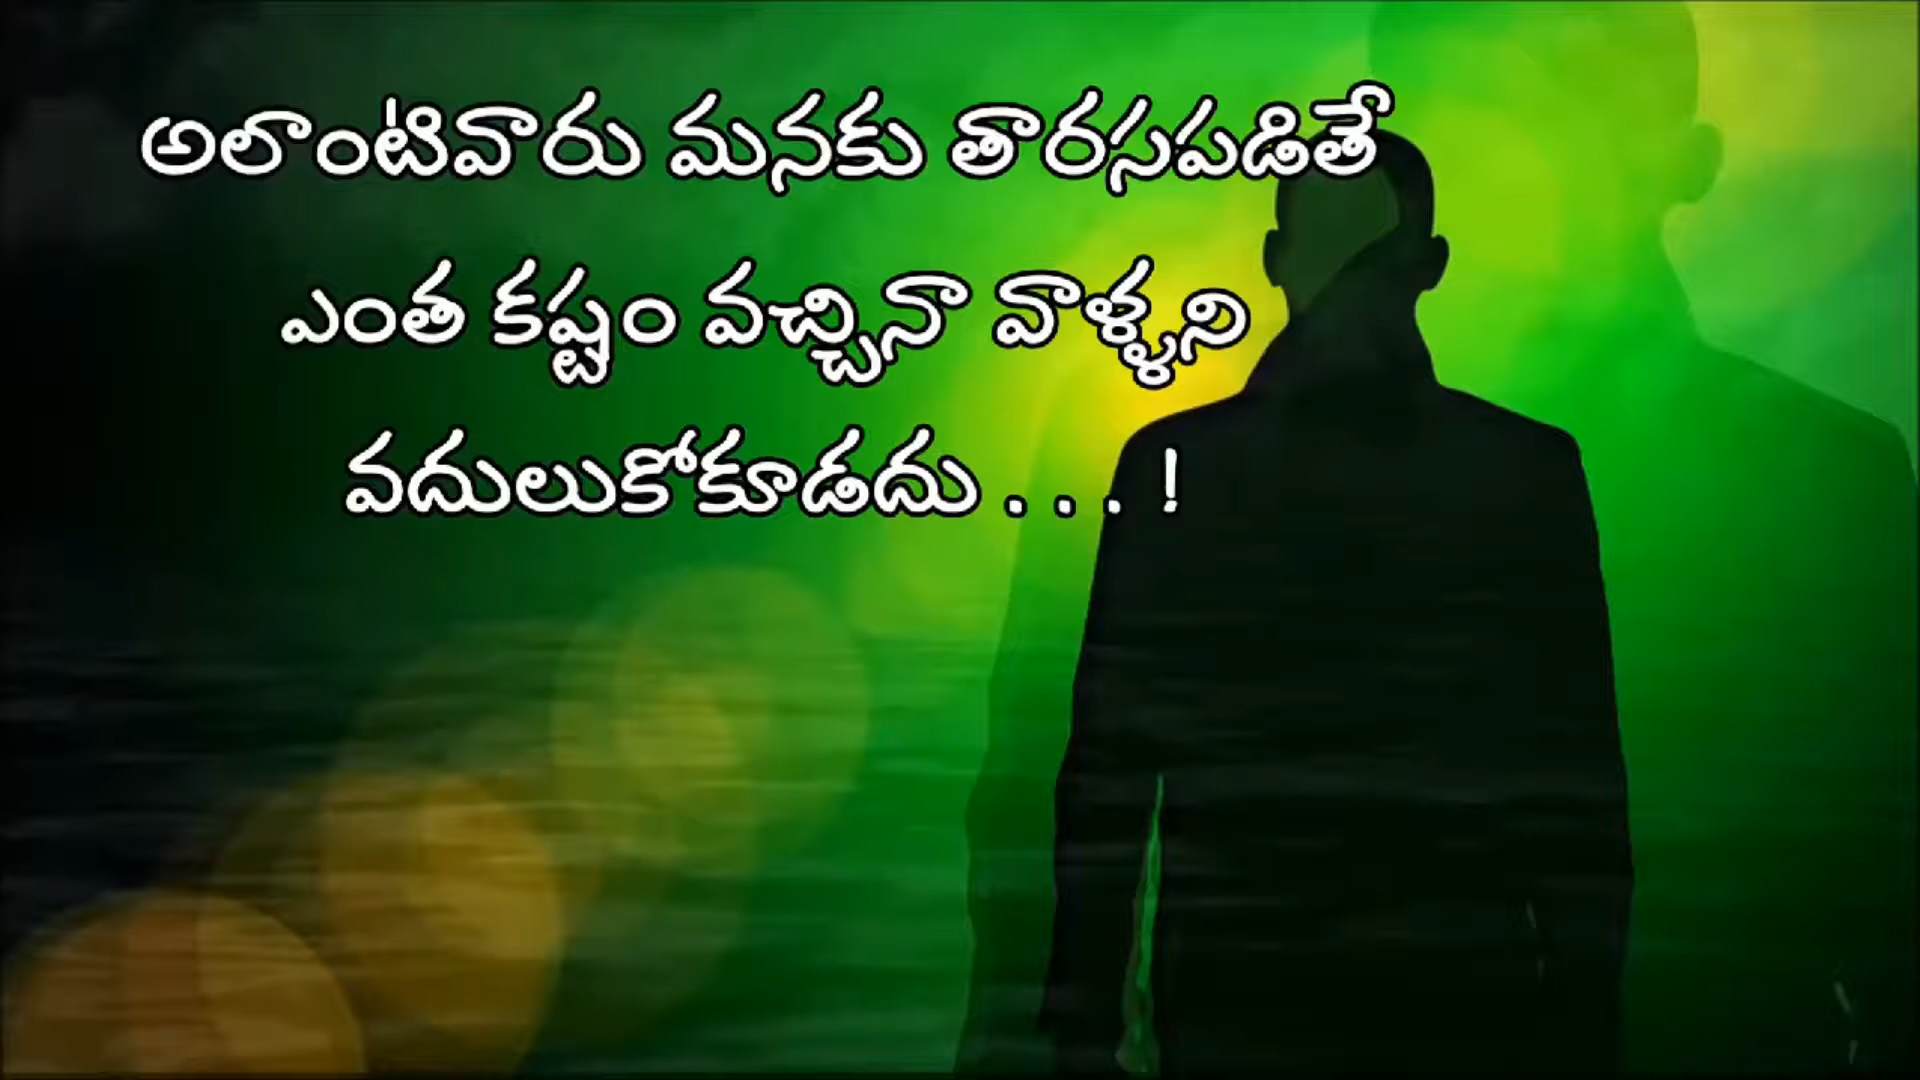 అలాంటివారు మనకు తారసపడితే
ఎంత కష్టం వచ్చినా వాళ్ళని
వదులుకోకూడదు . . . !